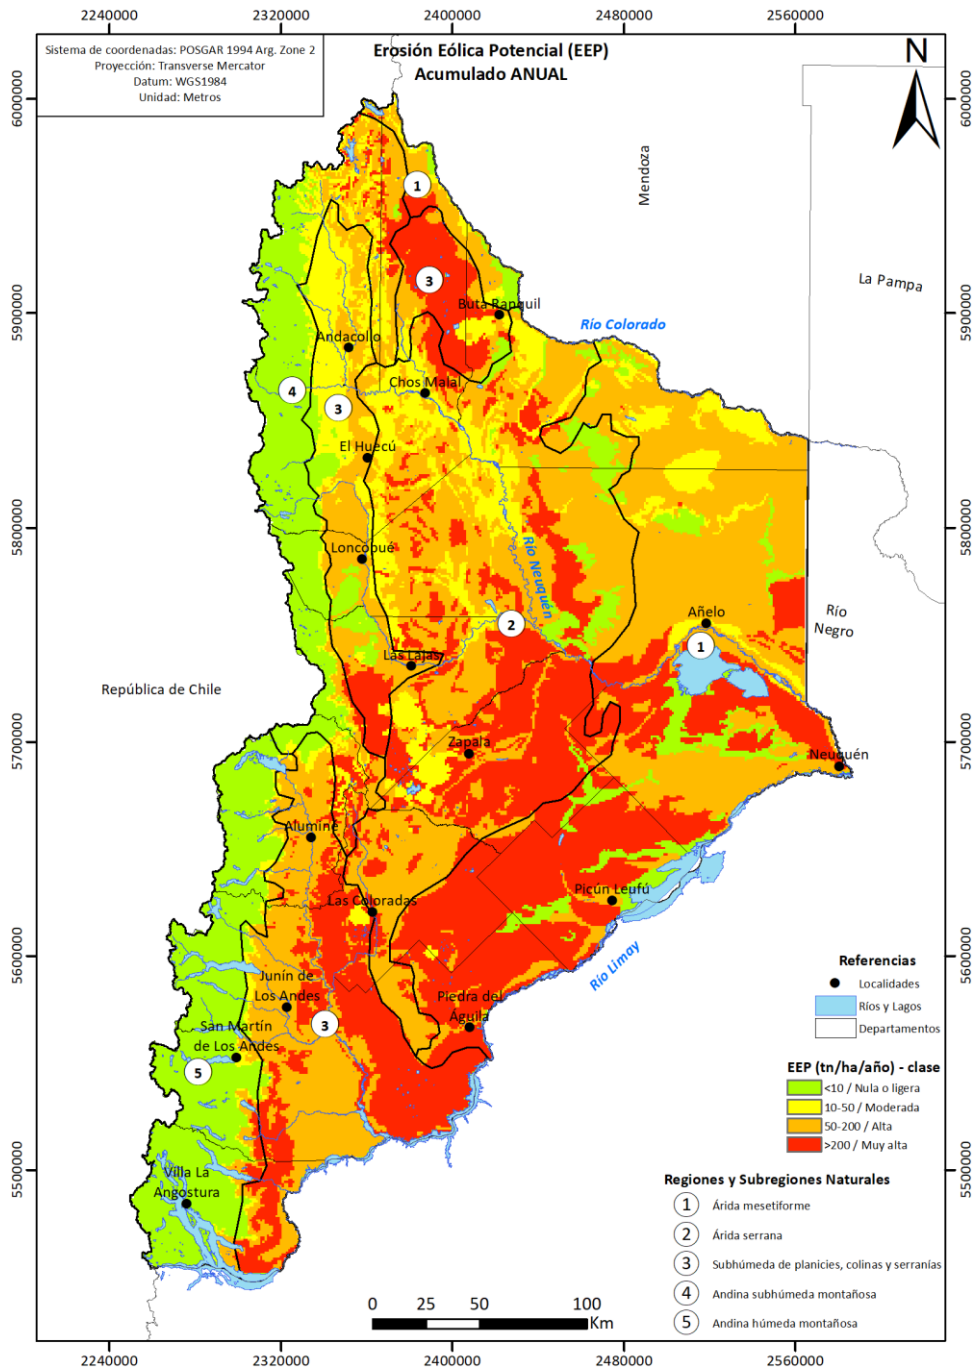 2240000 2320000 2400000 2480000 2560000
Sistema de coordenadas: POSGAR 1994 Arg. Zone 2
Proyección: Transverse Mercator
Datum: WGS1984
Unidad: Metros
Erosión Eólica Potencial (EEP)
Acumulado ANUAL
N
6000000
6000000
Mendoza
1
La Pampa
3
Buta Ranquil
5900000
5900000
Río Colorado
Andacollo
Chos Malal
4
3
El Huecú
5800000
5800000
Loncopué
Río Neuquén
2
Añelo
Río
Negro
1
Las Lajas
República de Chile
5700000
5700000
Zapala
Neuquén
Aluminé
Picún Leufú
Las Coloradas
5600000
5600000
Río Limay
Junín de
Los Andes
Piedra del
Águila
3
San Martín
de Los Andes
5
Villa La
Angostura
5500000
5500000
Referencias
Localidades
Ríos y Lagos
Departamentos
EEP (tn/ha/año) - clase
<10 / Nula o ligera
10-50 / Moderada
50-200 / Alta
>200 / Muy alta
Regiones y Subregiones Naturales
1 Árida mesetiforme
2 Árida serrana
3 Subhúmeda de planicies, colinas y serranías
4 Andina subhúmeda montañosa
5 Andina húmeda montañosa
0 25 50 100
Km
2240000 2320000 2400000 2480000 2560000